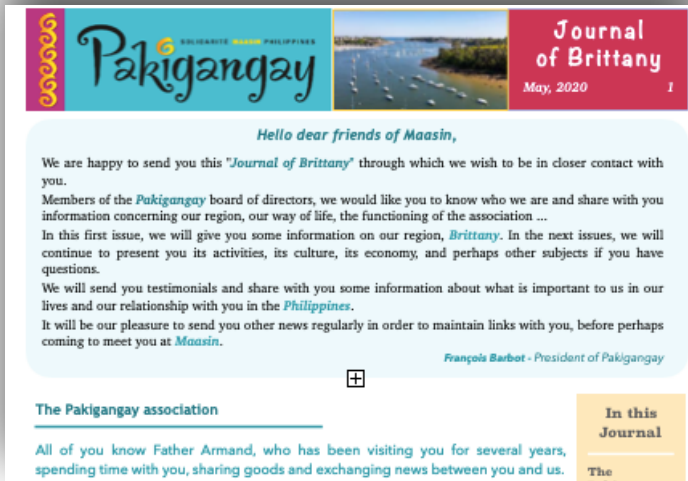 SOLIDARITÉ MAASIN PHILIPPINES
Pakigangay
Journal
of Brittany
May, 2020 1
Hello dear friends of Maasin,
We are happy to send you this "Journal of Brittany" through which we wish to be in closer contact with
you.
Members of the Pakigangay board of directors, we would like you to know who we are and share with you
information concerning our region, our way of life, the functioning of the association ...
In this first issue, we will give you some information on our region, Brittany. In the next issues, we will
continue to present you its activities, its culture, its economy, and perhaps other subjects if you have
questions.
We will send you testimonials and share with you some information about what is important to us in our
lives and our relationship with you in the Philippines.
It will be our pleasure to send you other news regularly in order to maintain links with you, before perhaps
coming to meet you at Maasin.
François Barbot - President of Pakigangay
The Pakigangay association
All of you know Father Armand, who has been visiting you for several years,
spending time with you, sharing goods and exchanging news between you and us.
In this
Journal
The